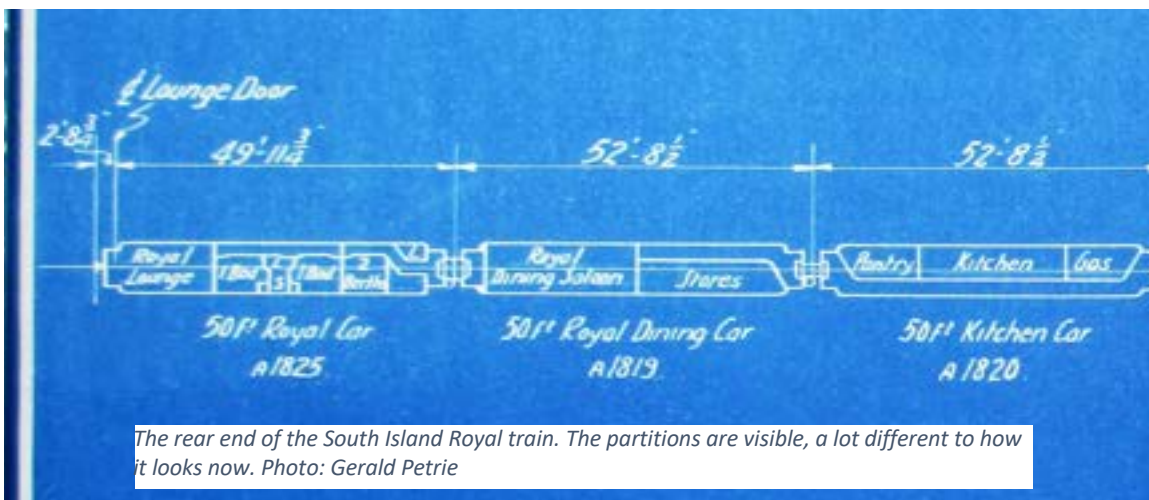 ℄ Lounge Door
2'-8¾" 49'-11¾" 52'-8½" 52'-8½"
Royal Lounge 1 Bed S 1 Bed 2 Berths L Royal Dining Saloon Stores Pantry Kitchen Gas
50ft Royal Car 50ft Royal Dining Car 50ft Kitchen Car
A1825 A1819 A1820
The rear end of the South Island Royal train. The partitions are visible, a lot different to how
it looks now. Photo: Gerald Petrie